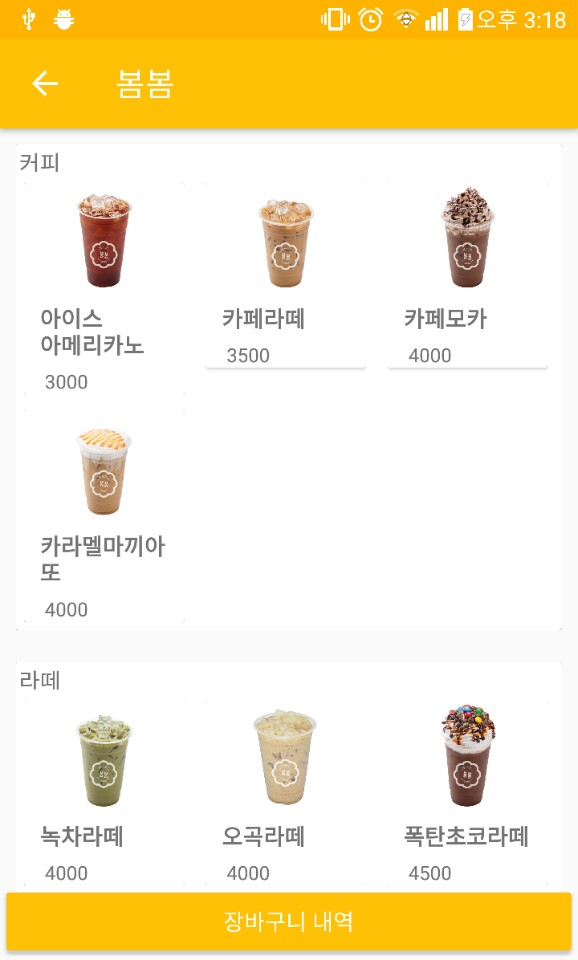 오후 3:18
봄봄
커피
아이스
아메리카노
3000
카페라떼
3500
카페모카
4000
카라멜마끼아
또
4000
라떼
녹차라떼
4000
오곡라떼
4000
폭탄초코라떼
4500
장바구니 내역